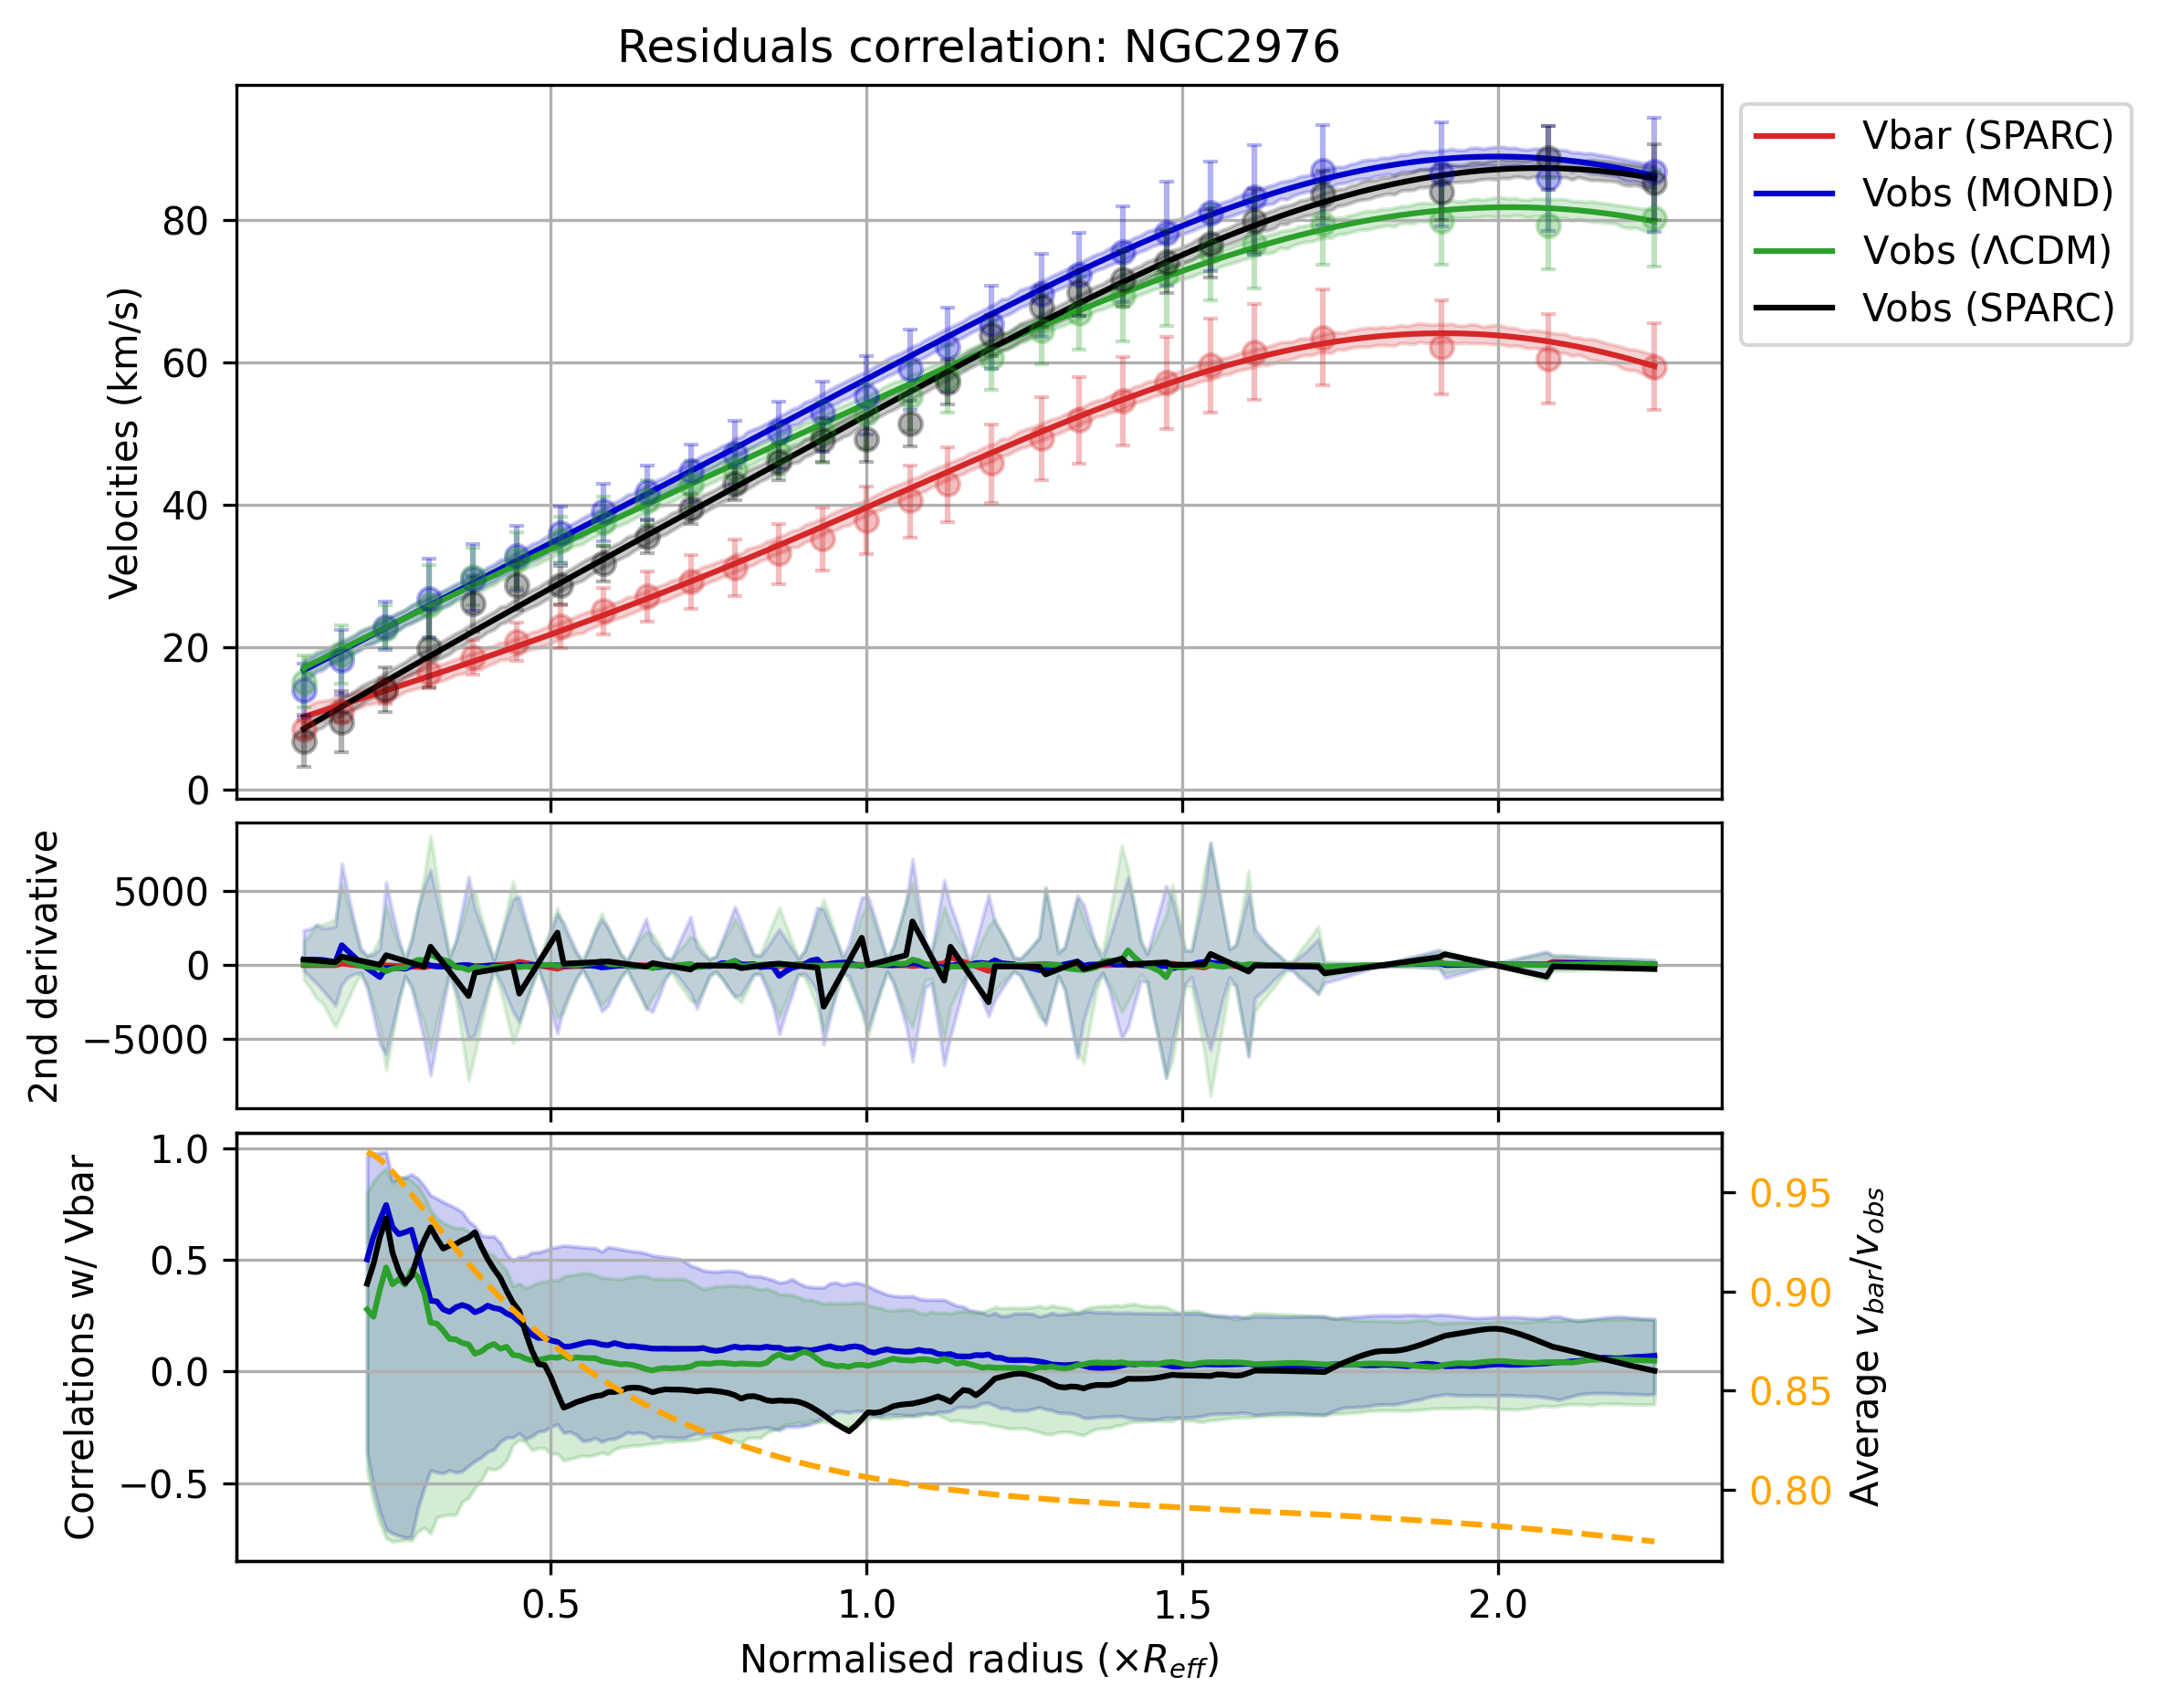 Residuals correlation: NGC2976
Velocities (km/s)
80
60
40
20
0
Vbar (SPARC)
Vobs (MOND)
Vobs (ΛCDM)
Vobs (SPARC)
2nd derivative
5000
0
−5000
Correlations w/ Vbar
1.0
0.5
0.0
−0.5
0.95
0.90
0.85
0.80
Average v_bar/v_obs
0.5 1.0 1.5 2.0
Normalised radius (×R_eff)